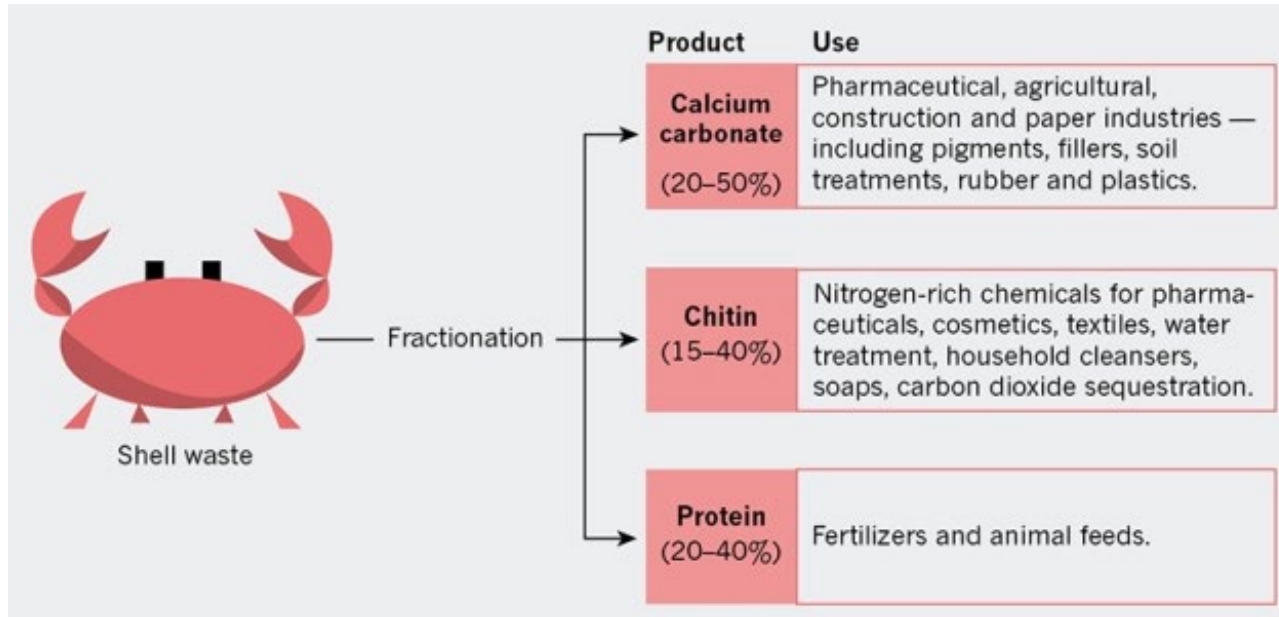 Product Use
Calcium
carbonate
(20–50%)
Pharmaceutical, agricultural,
construction and paper industries —
including pigments, fillers, soil
treatments, rubber and plastics.
Shell waste
Fractionation
Chitin
(15–40%)
Nitrogen-rich chemicals for pharma-
ceuticals, cosmetics, textiles, water
treatment, household cleansers,
soaps, carbon dioxide sequestration.
Protein
(20–40%)
Fertilizers and animal feeds.